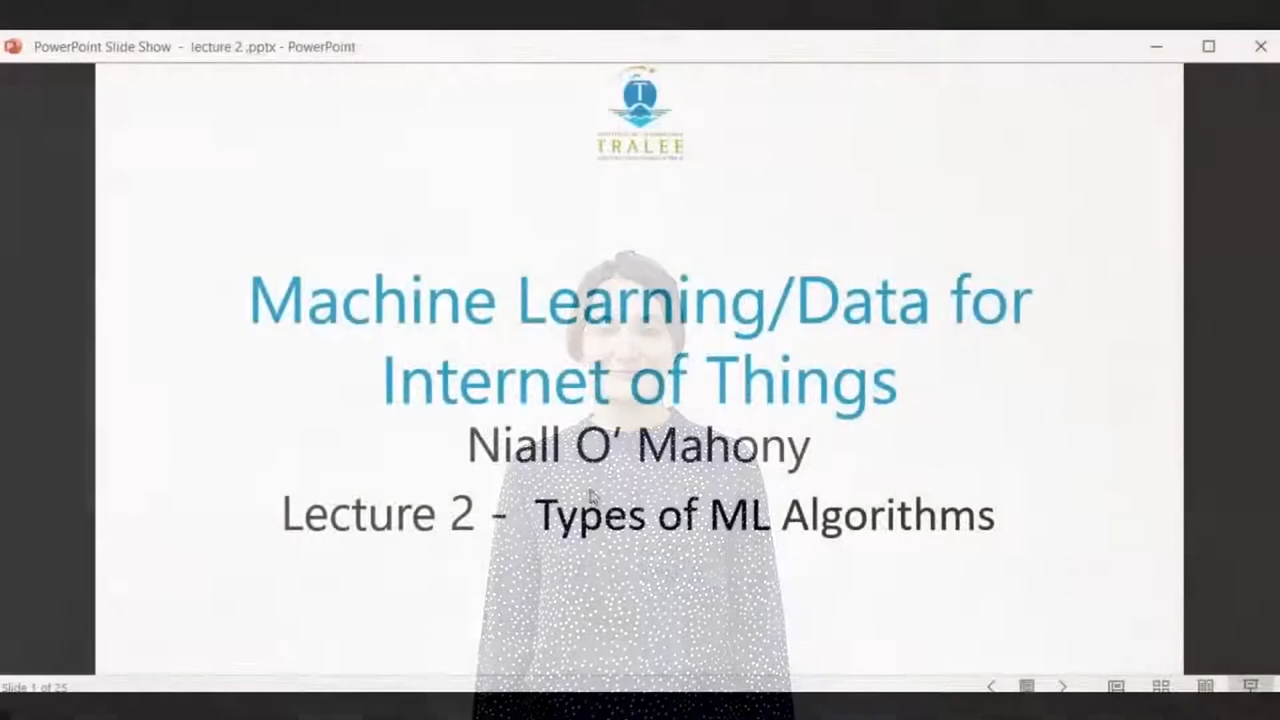 PowerPoint Slide Show - lecture 2 .pptx - PowerPoint
T
TRALEE
Machine Learning/Data for
Internet of Things
Niall O' Mahony
Lecture 2 - Types of ML Algorithms
Slide 1 of 25